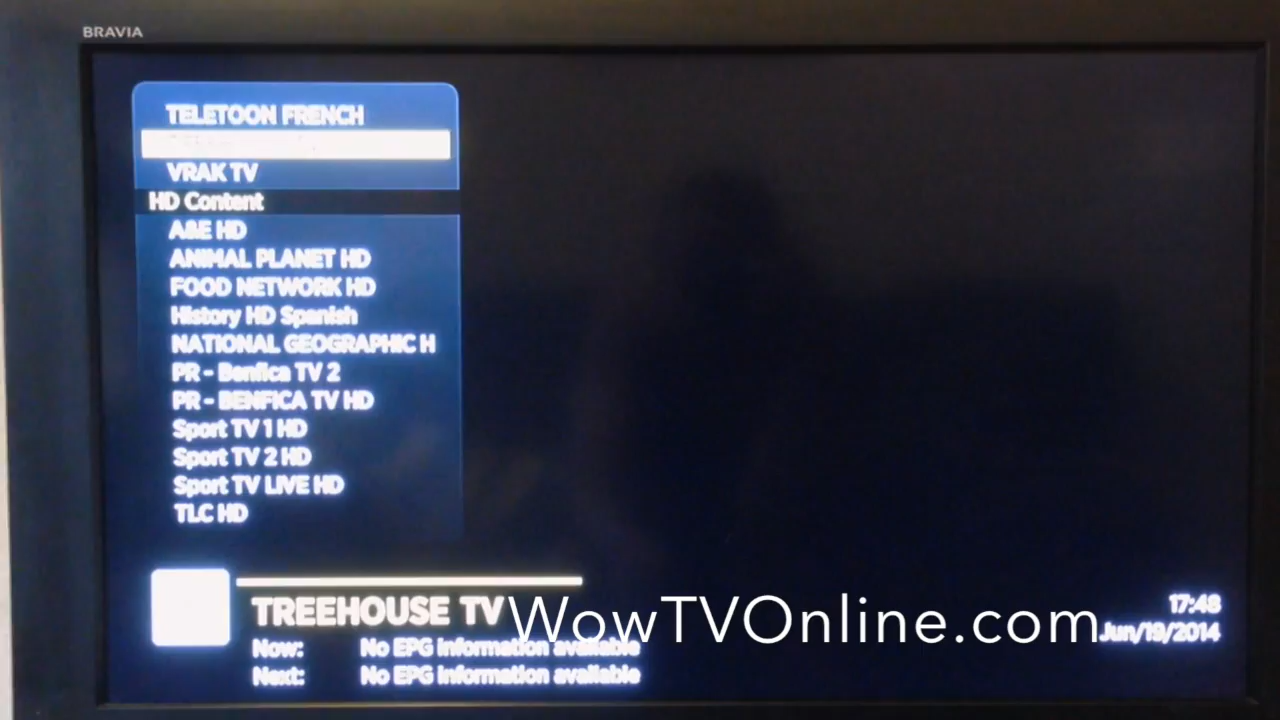 BRAVIA
TELETOON FRENCH
VRAK TV
HD Content
A&E HD
ANIMAL PLANET HD
FOOD NETWORK HD
History HD Spanish
NATIONAL GEOGRAPHIC H
PR - Benfica TV 2
PR - BENFICA TV HD
Sport TV 1 HD
Sport TV 2 HD
Sport TV LIVE HD
TLC HD
TREEHOUSE TV
WowTVOnline.com
17:48
Jun/19/2014
Now: No EPG information available
Next: No EPG information available